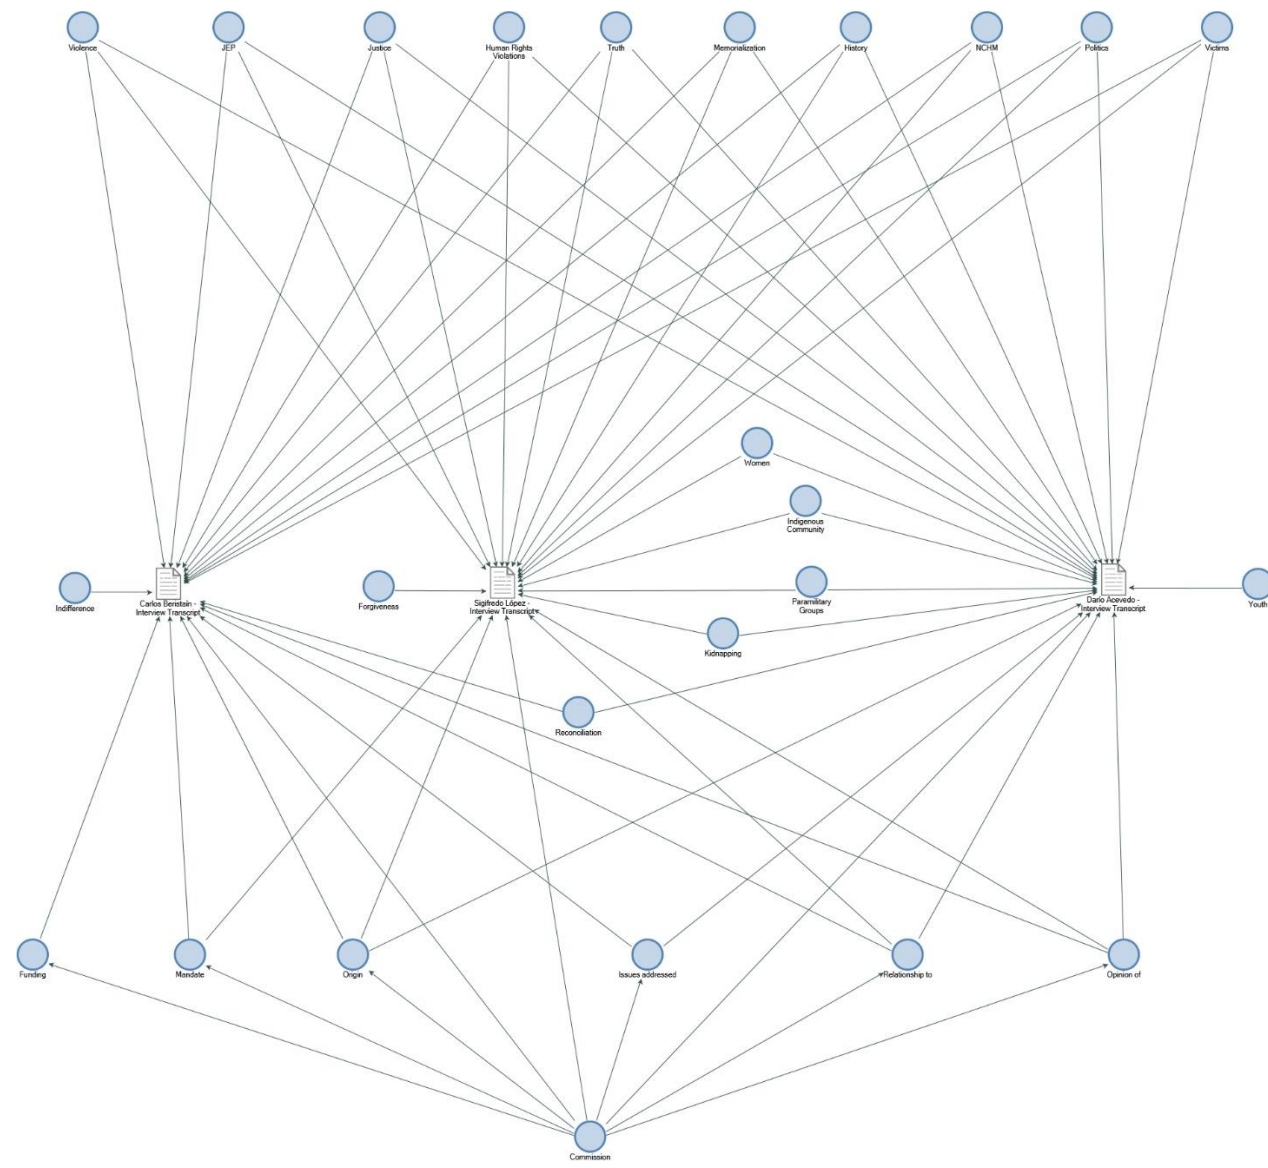 Violence
JEP
Justice
Human Rights
Violations
Truth
Memorialization
History
NCHM
Politics
Victims
Women
Indigenous
Community
Indifference
Carlos Beristain -
Interview Transcript
Forgiveness
Sigifredo López -
Interview Transcript
Paramilitary
Groups
Darío Acevedo -
Interview Transcript
Youth
Kidnapping
Reconciliation
Funding
Mandate
Origin
Issues addressed
Relationship to
Opinion of
Commission